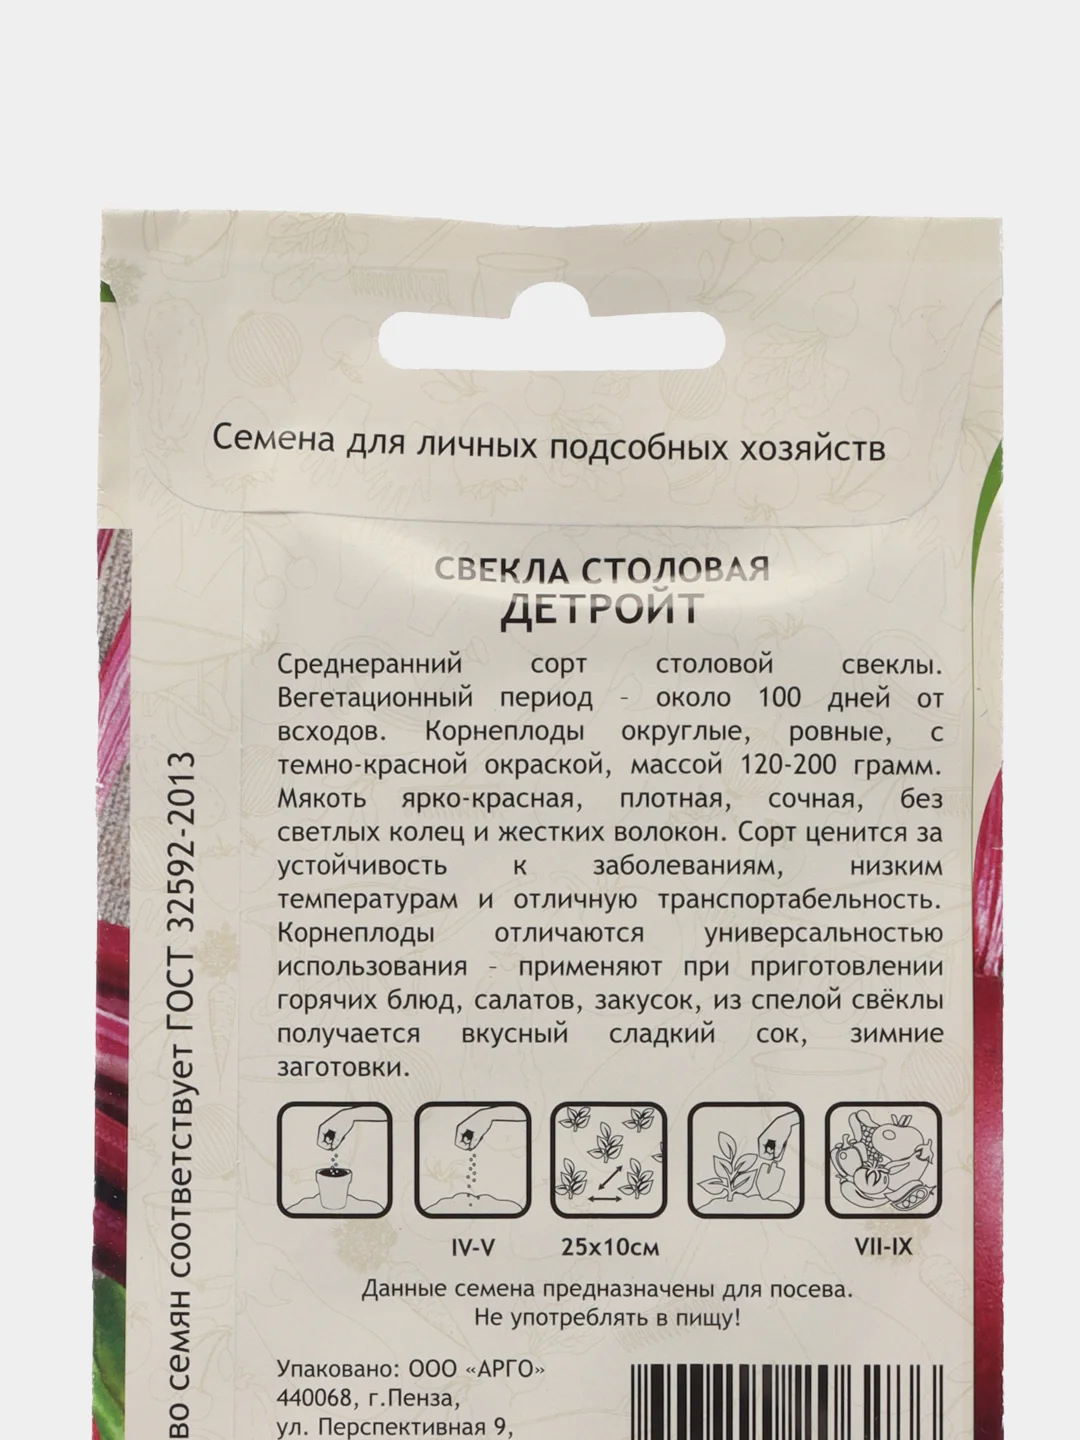 Семена для личных подсобных хозяйств
СВЕКЛА СТОЛОВАЯ
ДЕТРОЙТ
Среднеранний сорт столовой свеклы.
Вегетационный период - около 100 дней от
всходов. Корнеплоды округлые, ровные, с
темно-красной окраской, массой 120-200 грамм.
Мякоть ярко-красная, плотная, сочная, без
светлых колец и жестких волокон. Сорт ценится за
устойчивость к заболеваниям, низким
температурам и отличную транспортабельность.
Корнеплоды отличаются универсальностью
использования - применяют при приготовлении
горячих блюд, салатов, закусок, из спелой свёклы
получается вкусный сладкий сок, зимние
заготовки.
IV-V 25х10см VII-IX
Данные семена предназначены для посева.
Не употреблять в пищу!
Упаковано: ООО «АРГО»
440068, г.Пенза,
ул. Перспективная 9,
во семян соответствует ГОСТ 32592-2013